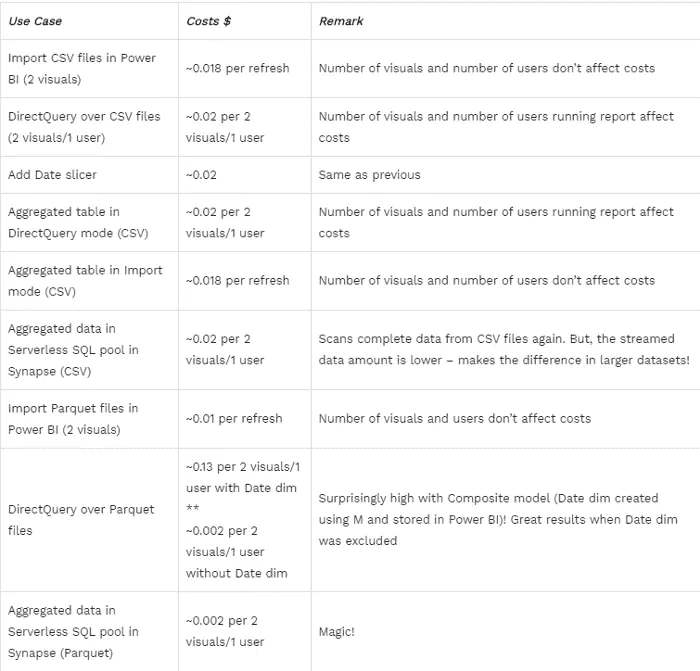 Use Case Costs $ Remark
Import CSV files in Power
BI (2 visuals)
~0.018 per refresh
Number of visuals and number of users don't affect costs
DirectQuery over CSV files
(2 visuals/1 user)
~0.02 per 2
visuals/1 user
Number of visuals and number of users running report affect
costs
Add Date slicer
~0.02
Same as previous
Aggregated table in
DirectQuery mode (CSV)
~0.02 per 2
visuals/1 user
Number of visuals and number of users running report affect
costs
Aggregated table in Import
mode (CSV)
~0.018 per refresh
Number of visuals and number of users don't affect costs
Aggregated data in
Serverless SQL pool in
Synapse (CSV)
~0.02 per 2
visuals/1 user
Scans complete data from CSV files again. But, the streamed
data amount is lower – makes the difference in larger datasets!
Import Parquet files in
Power BI (2 visuals)
~0.01 per refresh
Number of visuals and users don't affect costs
DirectQuery over Parquet
files
~0.13 per 2 visuals/1
user with Date dim
**
~0.002 per 2
visuals/1 user
without Date dim
Surprisingly high with Composite model (Date dim created
using M and stored in Power BI)! Great results when Date dim
was excluded
Aggregated data in
Serverless SQL pool in
Synapse (Parquet)
~0.002 per 2
visuals/1 user
Magic!